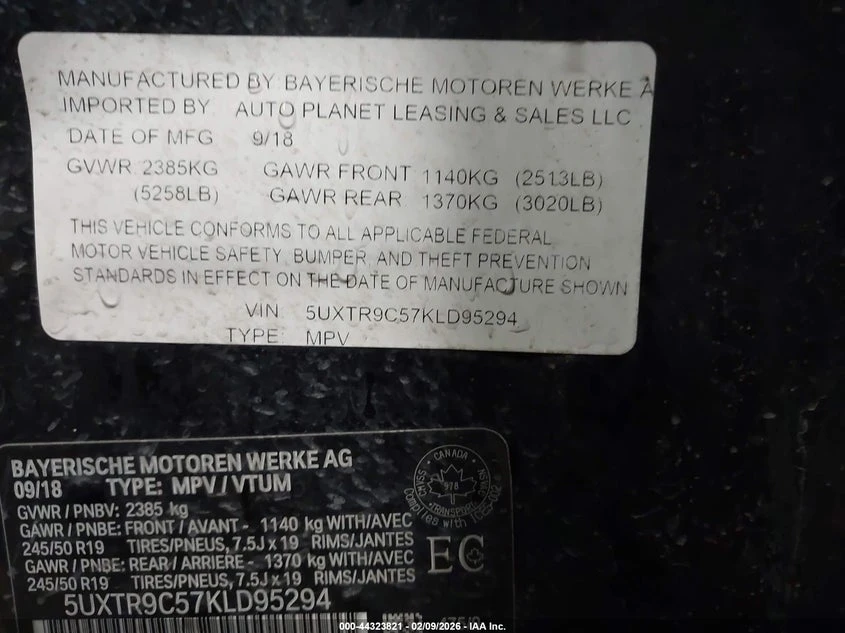 MANUFACTURED BY: BAYERISCHE MOTOREN WERKE A
IMPORTED BY AUTO PLANET LEASING & SALES LLC
DATE OF MFG 9/18
GVWR 2385KG GAWR FRONT 1140KG (2513LB)
(5258LB) GAWR REAR 1370KG (3020LB)
THIS VEHICLE CONFORMS TO ALL APPLICABLE FEDERAL
MOTOR VEHICLE SAFETY, BUMPER, AND THEFT PREVENTION
STANDARDS IN EFFECT ON THE DATE OF MANUFACTURE SHOWN
VIN: 5UXTR9C57KLD95294
TYPE: MPV
BAYERISCHE MOTOREN WERKE AG
09/18 TYPE: MPV / VTUM
GVWR / PNBV: 2385 kg
GAWR / PNBE: FRONT / AVANT - 1140 kg WITH/AVEC
245/50 R19 TIRES/PNEUS, 7.5J x 19 RIMS/JANTES
GAWR / PNBE: REAR / ARRIERE - 1370 kg WITH/AVEC
245/50 R19 TIRES/PNEUS, 7.5J x 19 RIMS/JANTES
5UXTR9C57KLD95294
CANADA
978
TRANSPORT
EC
000-44323821 - 02/09/2026 - IAA Inc.